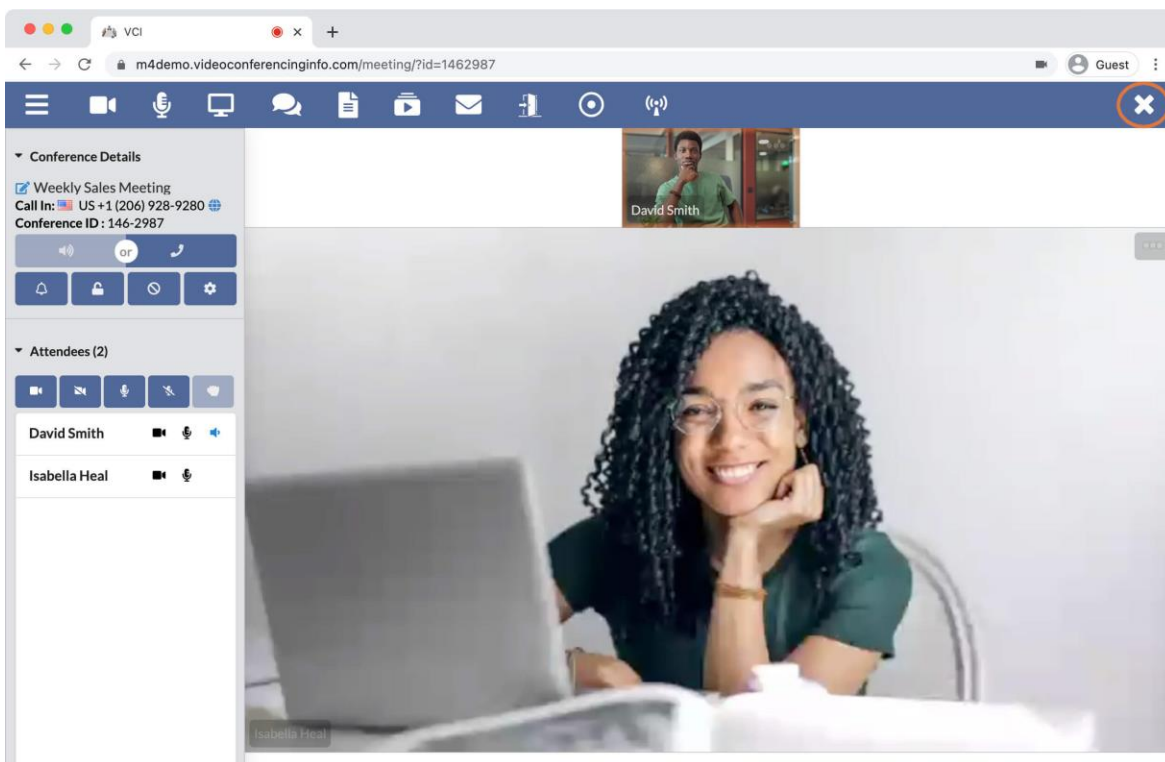 VCI
m4demo.videoconferencinginfo.com/meeting/?id=1462987
Guest
Conference Details
Weekly Sales Meeting
Call In: US +1 (206) 928-9280
Conference ID : 146-2987
or
Attendees (2)
David Smith
Isabella Heal
David Smith
Isabella Heal